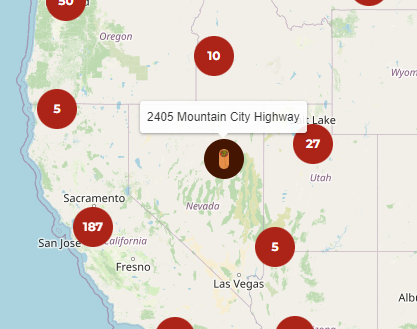 50
Oregon
10
Wyom
5
2405 Mountain City Highway
t Lake
27
Utah
Sacramento
Nevada
187
San Jose
California
5
Fresno
Las Vegas
Albu